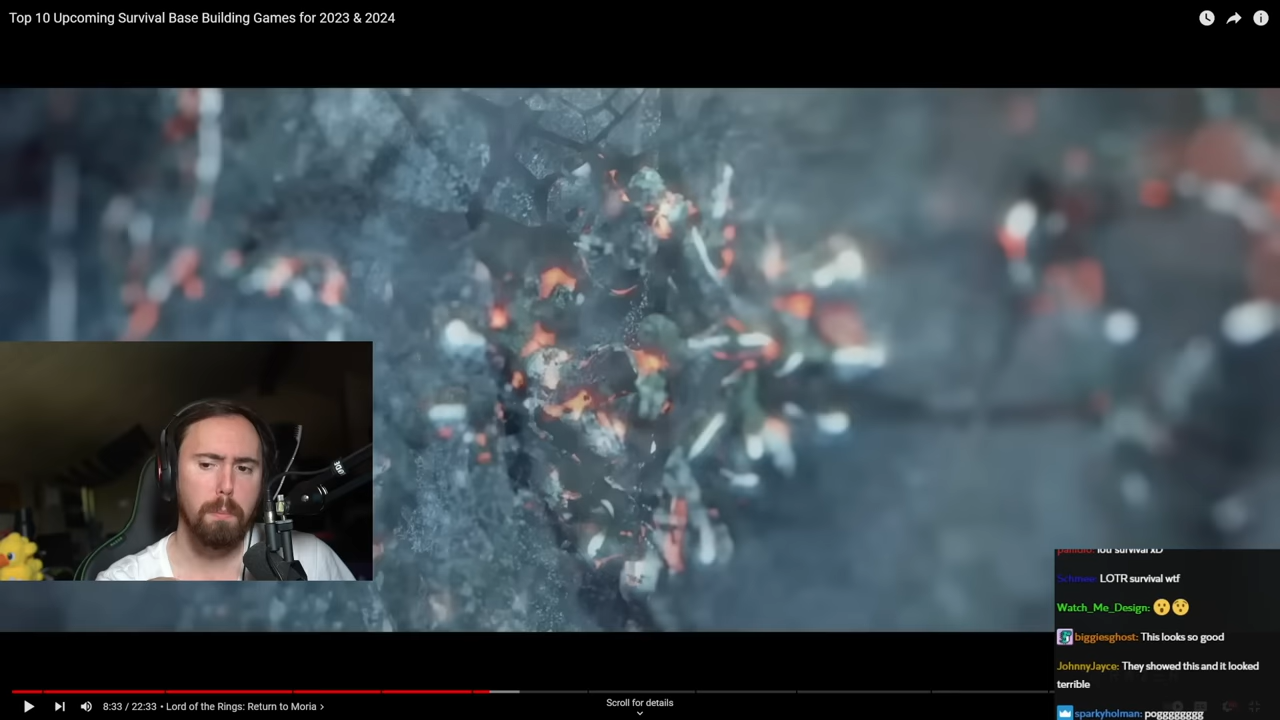 Top 10 Upcoming Survival Base Building Games for 2023 & 2024
LOTR survival wtf
Watch_Me_Design:
biggiesghost: This looks so good
JohnnyJayce: They showed this and it looked
terrible
sparkyholman: poggggggggg
8:33 / 22:33 • Lord of the Rings: Return to Moria
Scroll for details